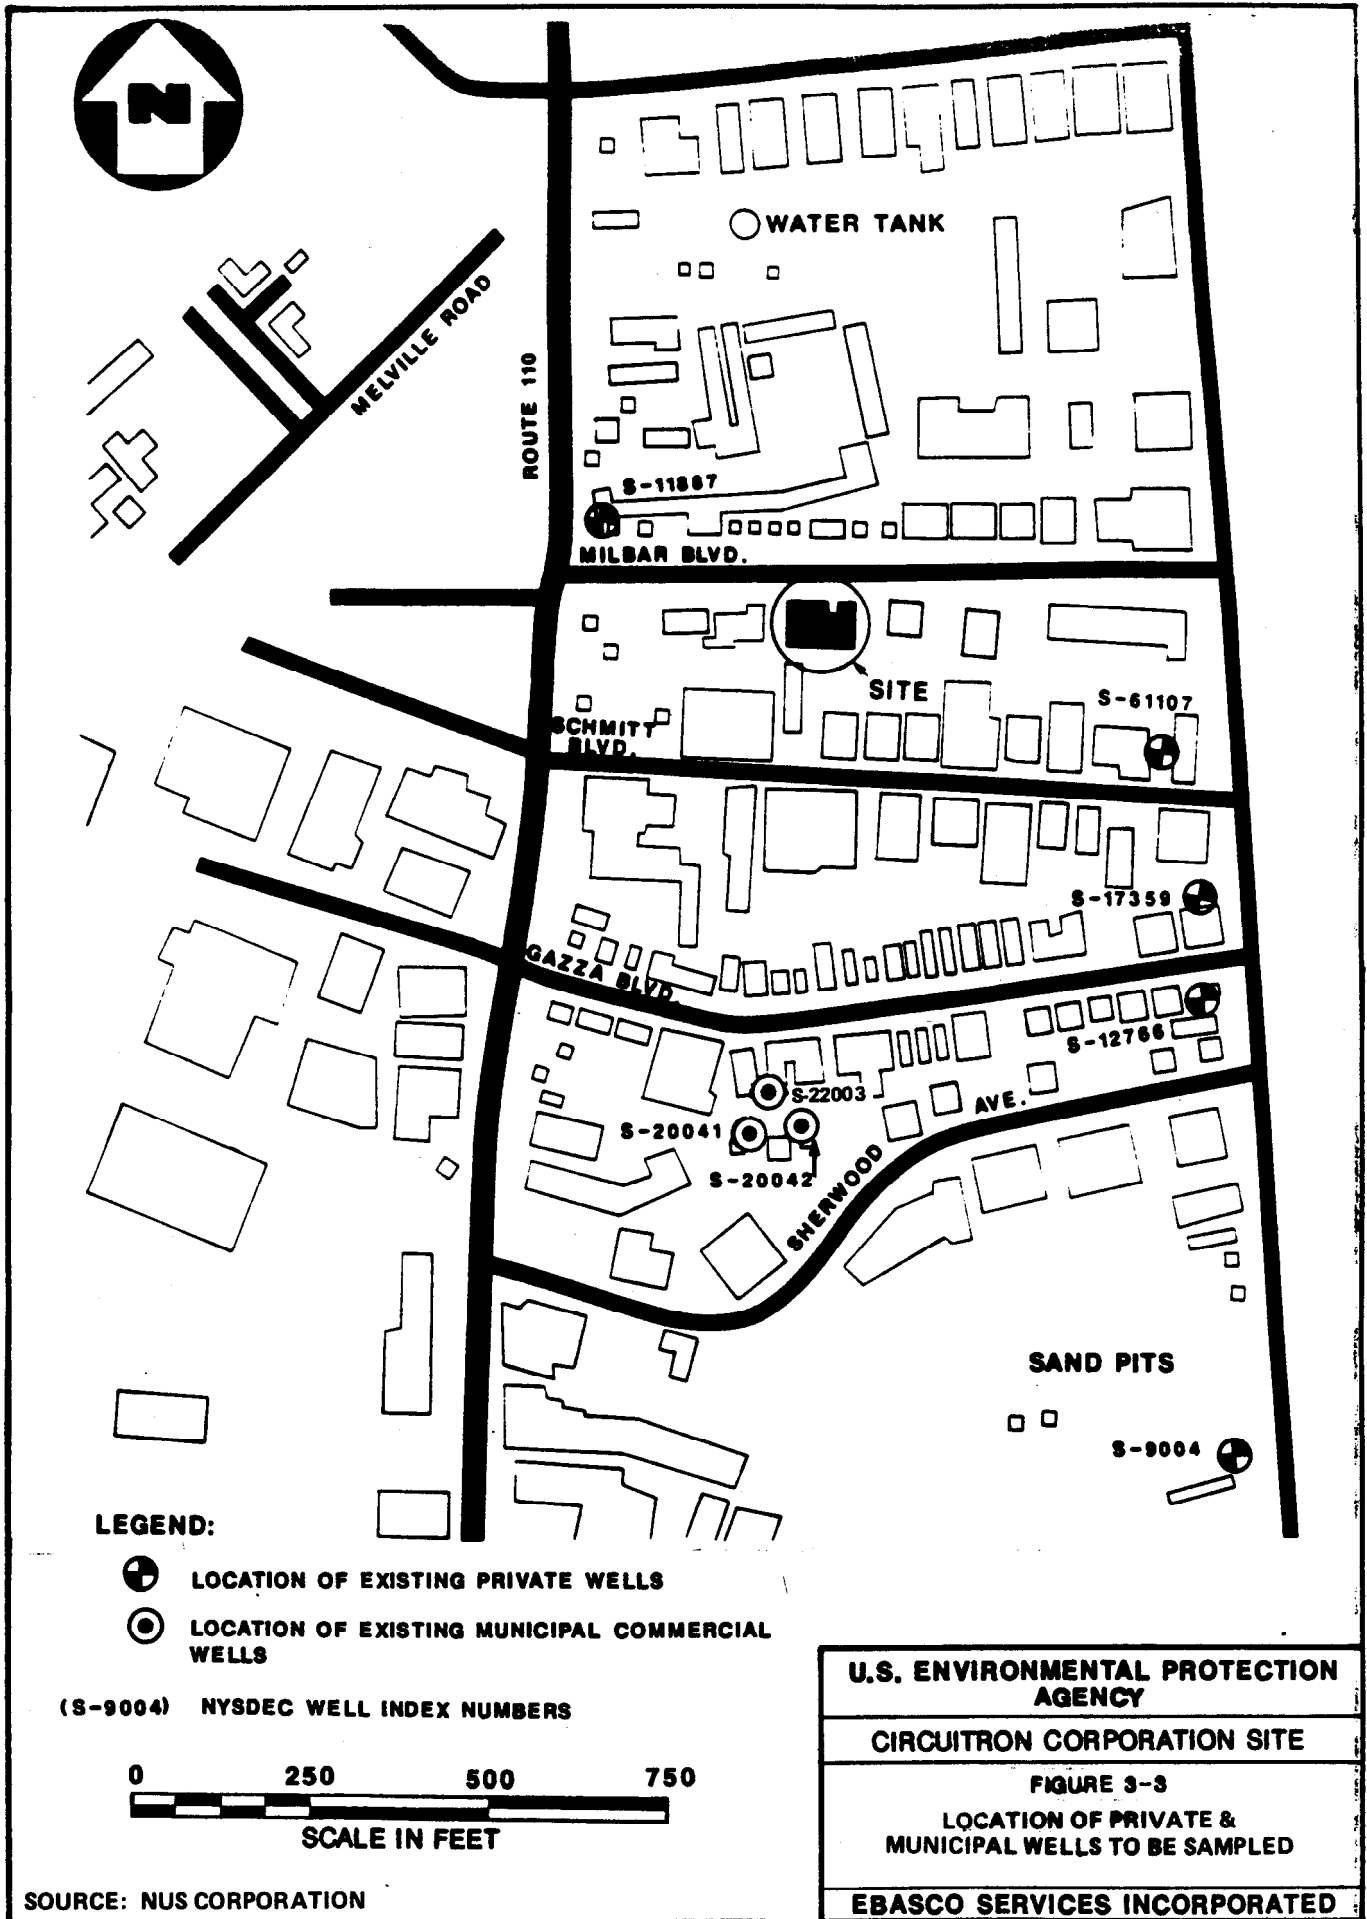 N
WATER TANK
MELVILLE ROAD
ROUTE 110
S-11887
MILBAR BLVD.
SITE
S-61107
SCHMITT
BLVD.
S-17359
GAZZA BLVD.
S-12766
S-22003
AVE.
S-20041
S-20042
SHERWOOD
SAND PITS
S-9004
LEGEND:
LOCATION OF EXISTING PRIVATE WELLS
LOCATION OF EXISTING MUNICIPAL COMMERCIAL
WELLS
(S-9004) NYSDEC WELL INDEX NUMBERS
0 250 500 750
SCALE IN FEET
SOURCE: NUS CORPORATION
U.S. ENVIRONMENTAL PROTECTION
AGENCY
CIRCUITRON CORPORATION SITE
FIGURE 3-3
LOCATION OF PRIVATE &
MUNICIPAL WELLS TO BE SAMPLED
EBASCO SERVICES INCORPORATED